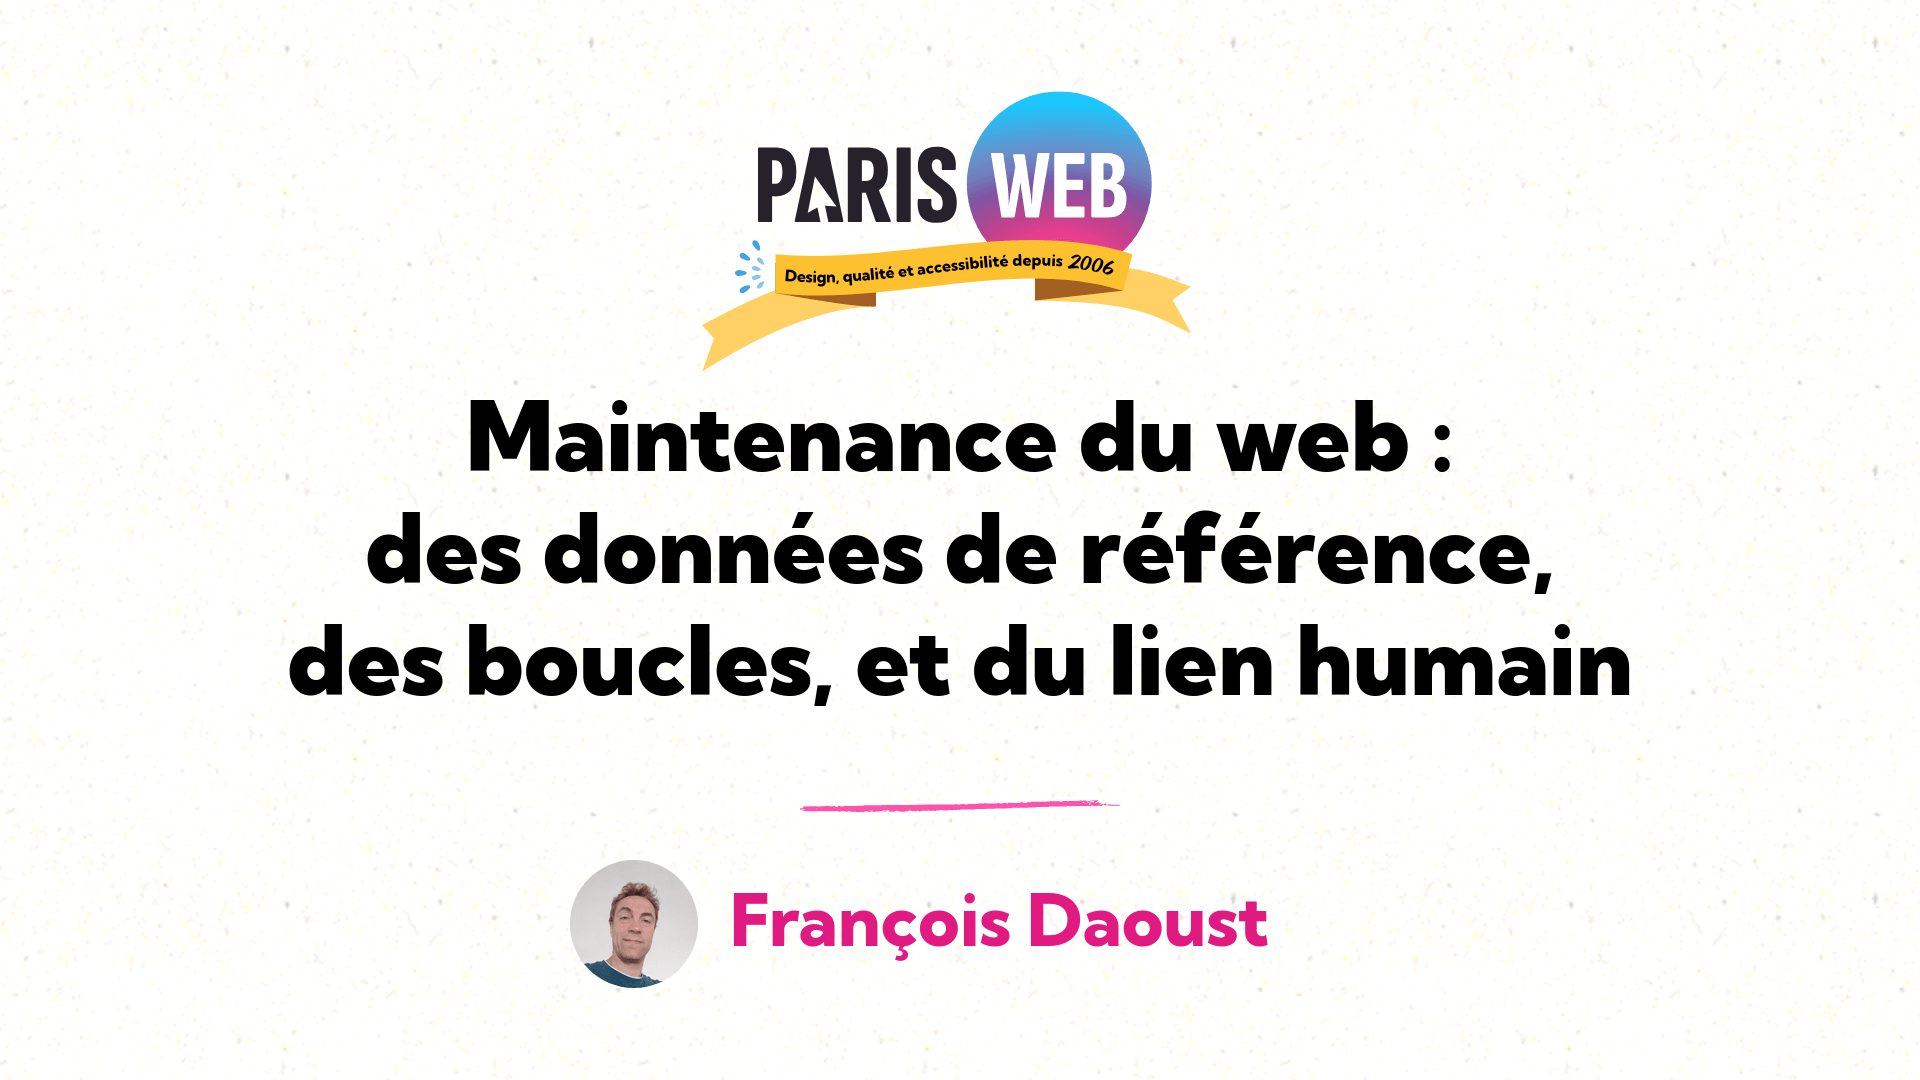 PARIS WEB
Design, qualité et accessibilité depuis 2006
Maintenance du web :
des données de référence,
des boucles, et du lien humain
François Daoust